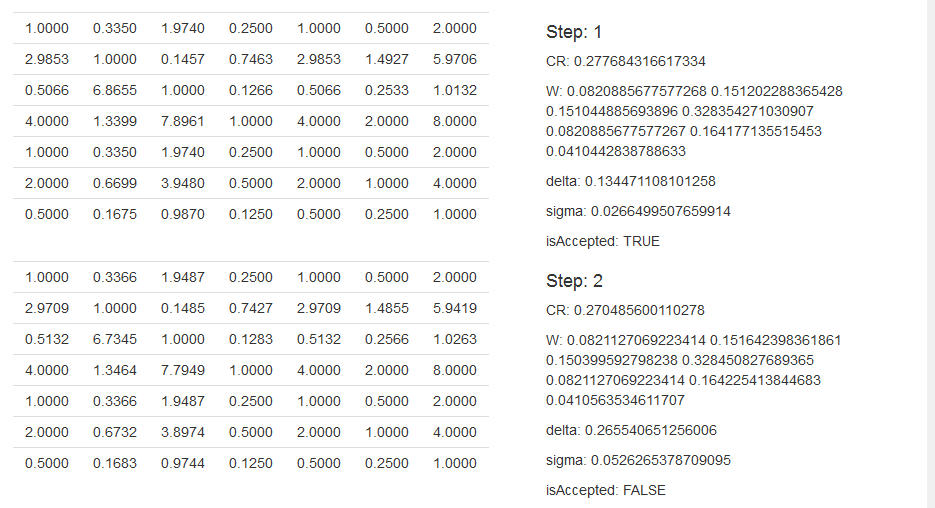 1.0000 0.3350 1.9740 0.2500 1.0000 0.5000 2.0000
2.9853 1.0000 0.1457 0.7463 2.9853 1.4927 5.9706
0.5066 6.8655 1.0000 0.1266 0.5066 0.2533 1.0132
4.0000 1.3399 7.8961 1.0000 4.0000 2.0000 8.0000
1.0000 0.3350 1.9740 0.2500 1.0000 0.5000 2.0000
2.0000 0.6699 3.9480 0.5000 2.0000 1.0000 4.0000
0.5000 0.1675 0.9870 0.1250 0.5000 0.2500 1.0000
Step: 1
CR: 0.277684316617334
W: 0.0820885677577268 0.151202288365428
0.151044885693896 0.328354271030907
0.0820885677577267 0.164177135515453
0.0410442838788633
delta: 0.134471108101258
sigma: 0.0266499507659914
isAccepted: TRUE
1.0000 0.3366 1.9487 0.2500 1.0000 0.5000 2.0000
2.9709 1.0000 0.1485 0.7427 2.9709 1.4855 5.9419
0.5132 6.7345 1.0000 0.1283 0.5132 0.2566 1.0263
4.0000 1.3464 7.7949 1.0000 4.0000 2.0000 8.0000
1.0000 0.3366 1.9487 0.2500 1.0000 0.5000 2.0000
2.0000 0.6732 3.8974 0.5000 2.0000 1.0000 4.0000
0.5000 0.1683 0.9744 0.1250 0.5000 0.2500 1.0000
Step: 2
CR: 0.270485600110278
W: 0.0821127069223414 0.151642398361861
0.150399592798238 0.328450827689365
0.0821127069223414 0.164225413844683
0.0410563534611707
delta: 0.265540651256006
sigma: 0.0526265378709095
isAccepted: FALSE